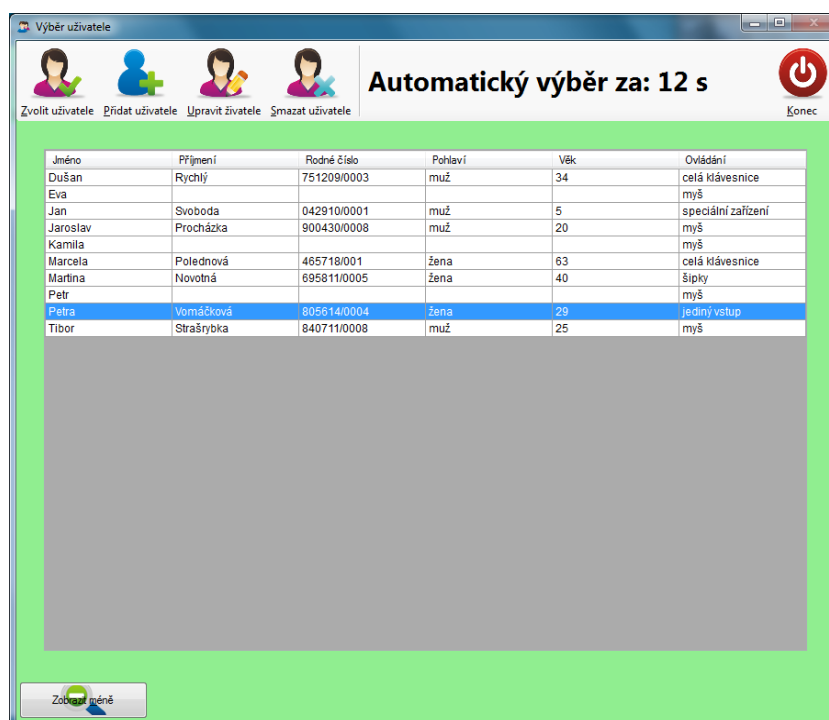 Výběr uživatele
Zvolit uživatele Přidat uživatele Upravit živatele Smazat uživatele
Automatický výběr za: 12 s
Konec
Jméno Příjmení Rodné číslo Pohlaví Věk Ovládání
Dušan Rychlý 751209/0003 muž 34 celá klávesnice
Eva myš
Jan Svoboda 042910/0001 muž 5 speciální zařízení
Jaroslav Procházka 900430/0008 muž 20 myš
Kamila myš
Marcela Polednová 465718/001 žena 63 celá klávesnice
Martina Novotná 695811/0005 žena 40 šipky
Petr myš
Petra Vomáčková 805614/0004 žena 29 jediný vstup
Tibor Strašrybka 840711/0008 muž 25 myš
Zobrazit méně